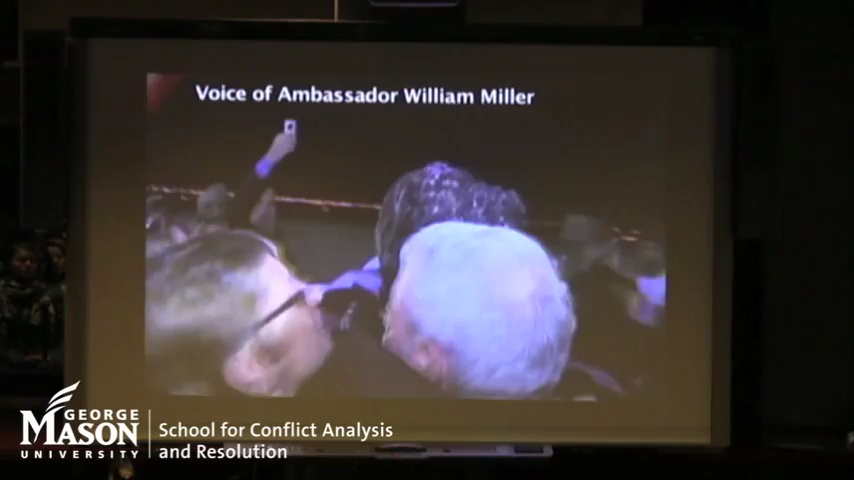 Voice of Ambassador William Miller
GEORGE
MASON
UNIVERSITY
School for Conflict Analysis
and Resolution